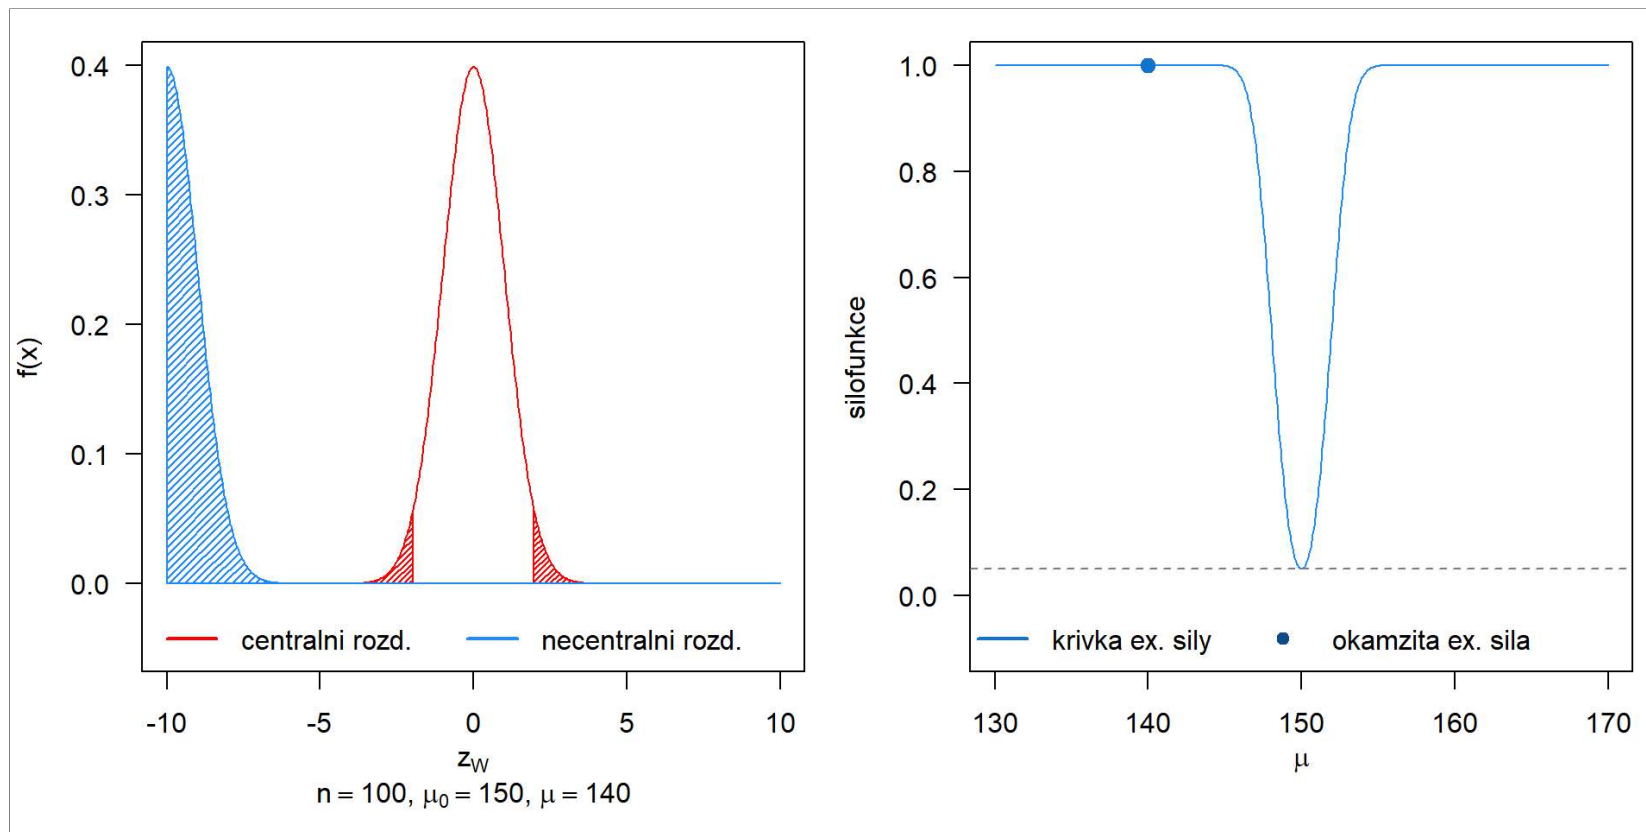 0.4
0.3
0.2
0.1
0.0
f(x)
centralni rozd.
necentralni rozd.
-10
-5
0
5
10
zW
n = 100, μ0 = 150, μ = 140
1.0
0.8
0.6
0.4
0.2
0.0
silofunkce
krivka ex. sily
okamzita ex. sila
130
140
150
160
170
μ